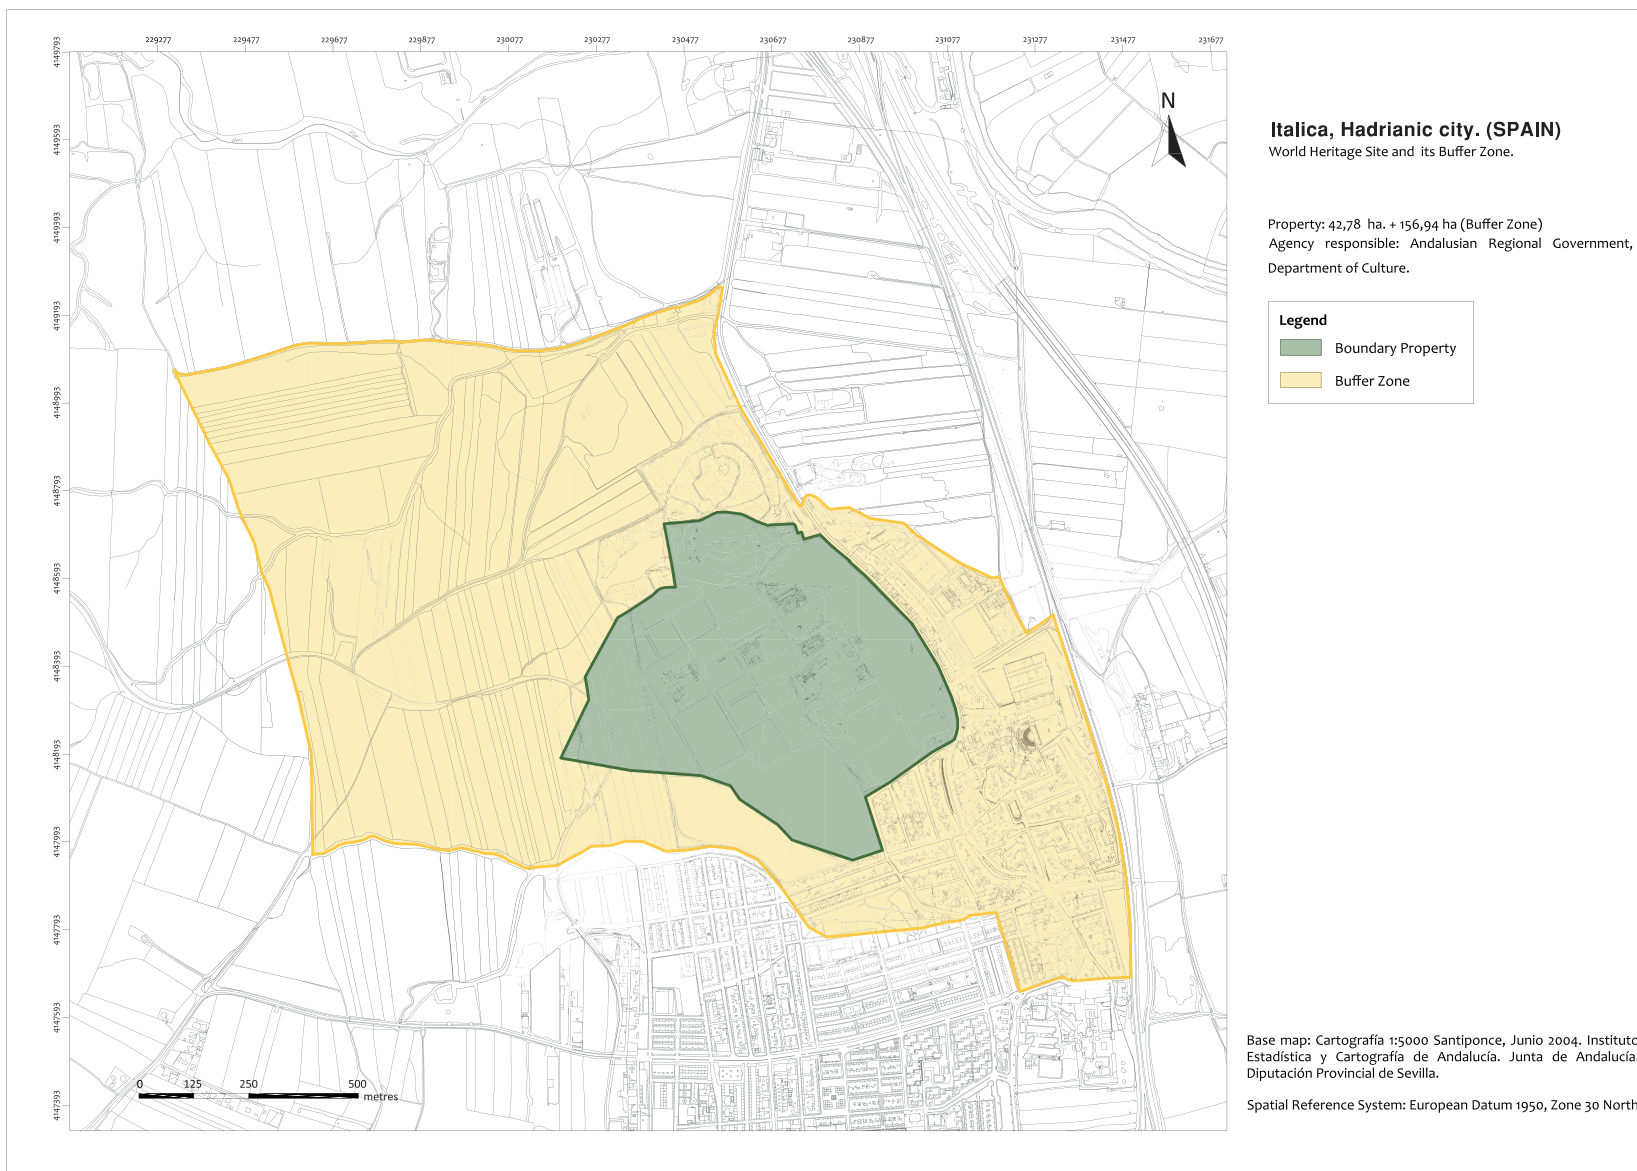 229277 229477 229677 229877 230077 230277 230477 230677 230877 231077 231277 231477 231677
4149793
4149593
4149393
4149193
4148993
4148793
4148593
4148393
4148193
4147993
4147793
4147593
4147393
N
Italica, Hadrianic city. (SPAIN)
World Heritage Site and its Buffer Zone.
Property: 42,78 ha. + 156,94 ha (Buffer Zone)
Agency responsible: Andalusian Regional Government,
Department of Culture.
Legend
Boundary Property
Buffer Zone
0 125 250 500
metres
Base map: Cartografía 1:5000 Santiponce, Junio 2004. Instituto
Estadística y Cartografía de Andalucía. Junta de Andalucía.
Diputación Provincial de Sevilla.
Spatial Reference System: European Datum 1950, Zone 30 North